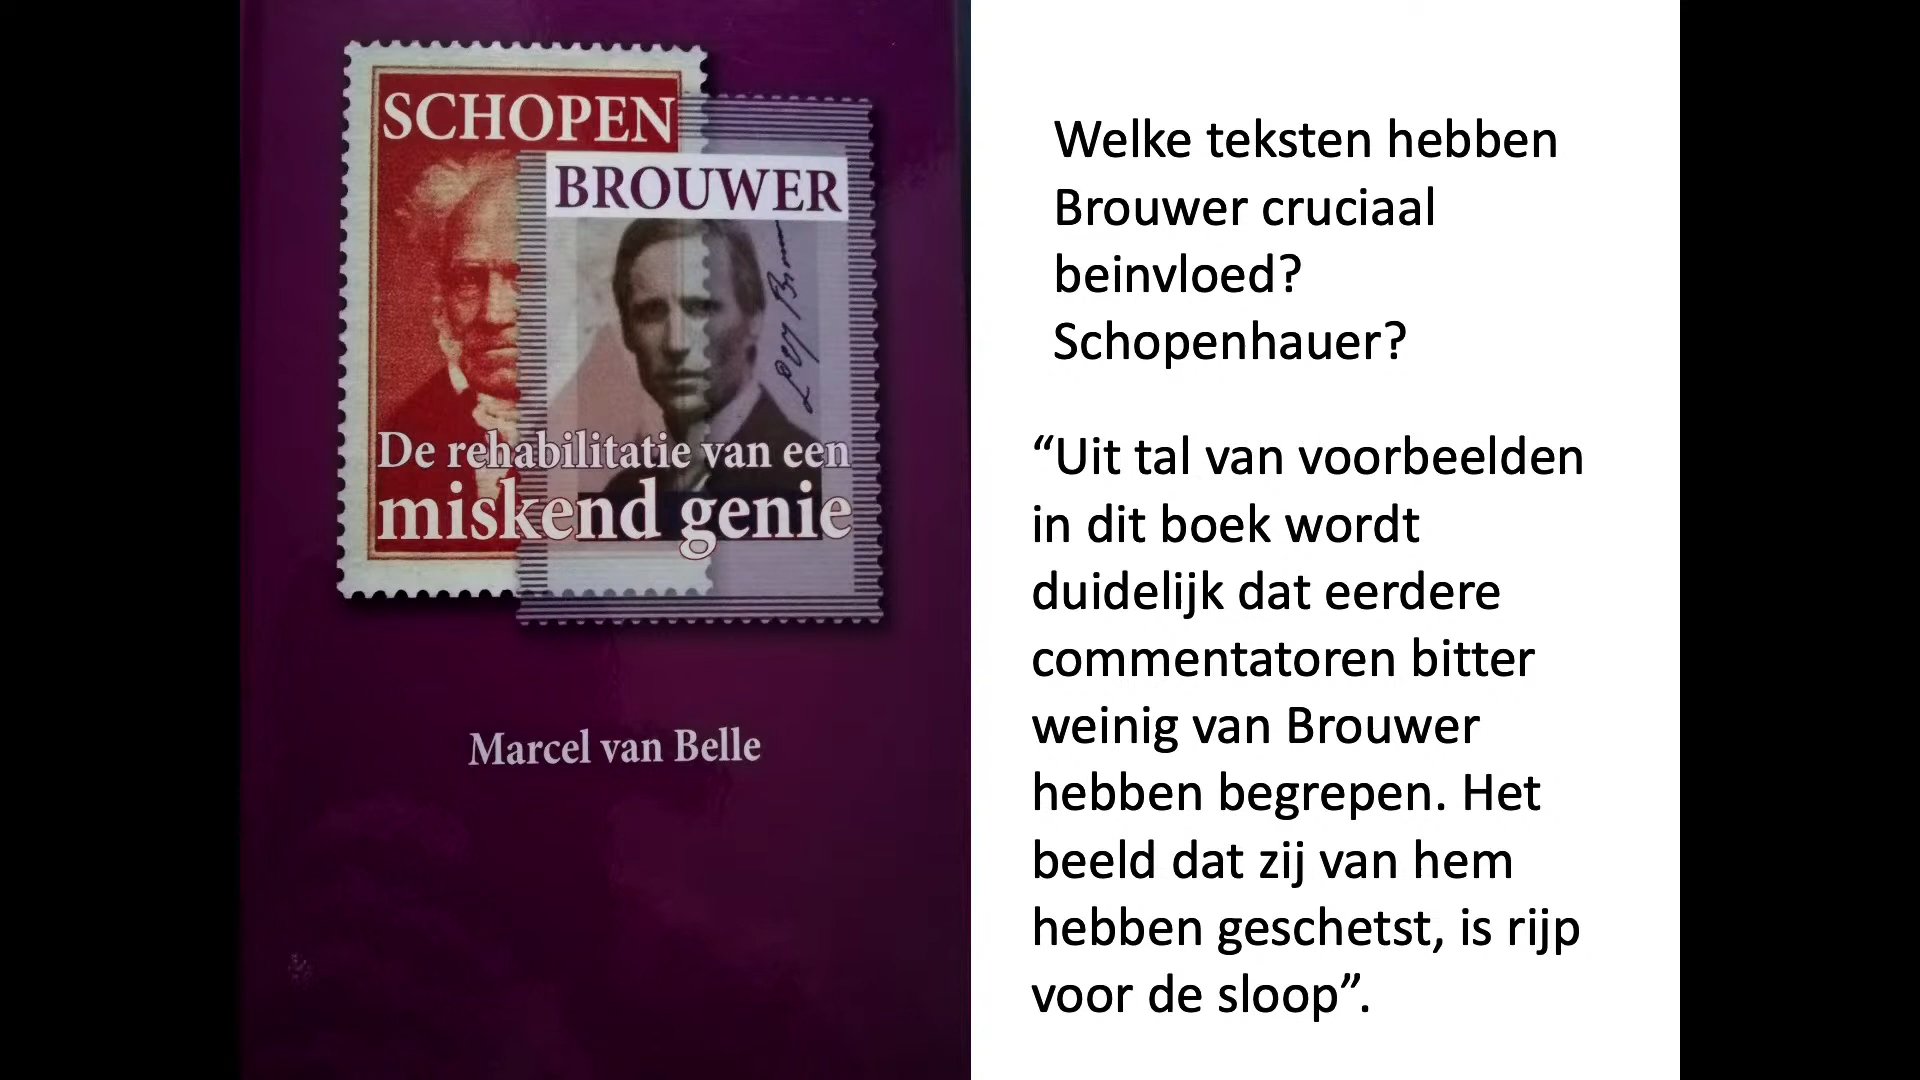 SCHOPEN
BROUWER
De rehabilitatie van een
miskend genie
Marcel van Belle
Welke teksten hebben
Brouwer cruciaal
beinvloed?
Schopenhauer?
“Uit tal van voorbeelden
in dit boek wordt
duidelijk dat eerdere
commentatoren bitter
weinig van Brouwer
hebben begrepen. Het
beeld dat zij van hem
hebben geschetst, is rijp
voor de sloop”.